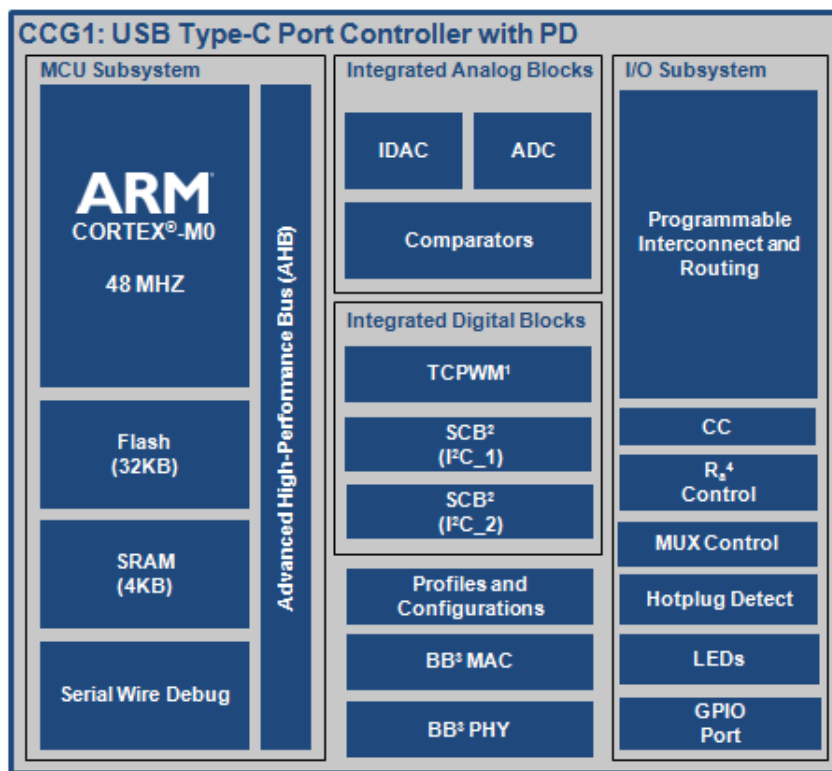 CCG1: USB Type-C Port Controller with PD
MCU Subsystem
ARM
CORTEX®-M0
48 MHZ
Flash
(32KB)
SRAM
(4KB)
Serial Wire Debug
Advanced High-Performance Bus (AHB)
Integrated Analog Blocks
IDAC
ADC
Comparators
Integrated Digital Blocks
TCPWM¹
SCB²
(I²C_1)
SCB²
(I²C_2)
Profiles and
Configurations
BB³ MAC
BB³ PHY
I/O Subsystem
Programmable
Interconnect and
Routing
CC
Rₐ⁴
Control
MUX Control
Hotplug Detect
LEDs
GPIO
Port